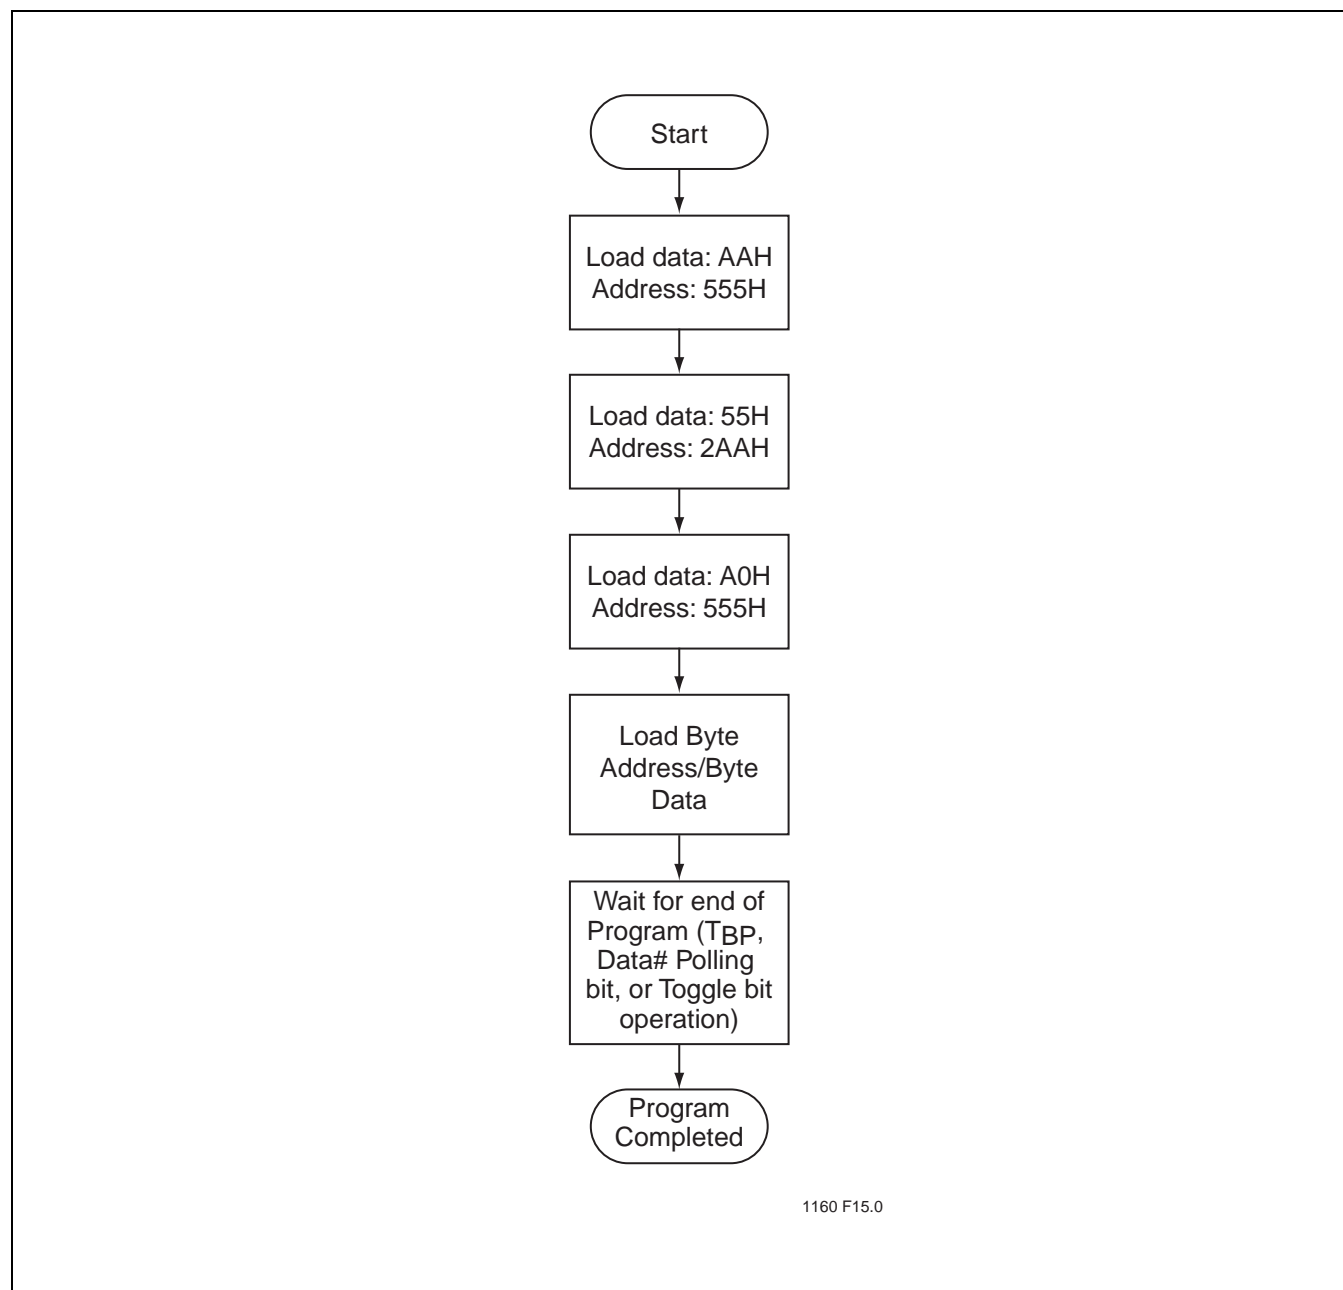 Start
Load data: AAH
Address: 555H
Load data: 55H
Address: 2AAH
Load data: A0H
Address: 555H
Load Byte
Address/Byte
Data
Wait for end of
Program (TBP,
Data# Polling
bit, or Toggle bit
operation)
Program
Completed
1160 F15.0